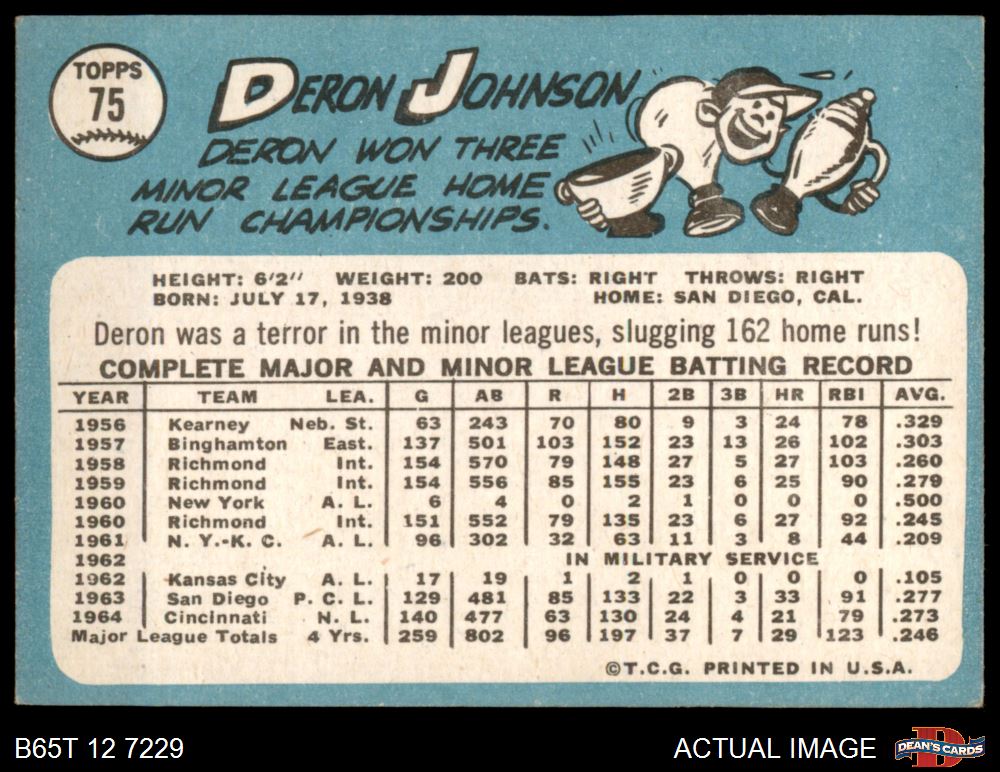 TOPPS
75
DERON JOHNSON
DERON WON THREE
MINOR LEAGUE HOME
RUN CHAMPIONSHIPS.
HEIGHT: 6'2" WEIGHT: 200 BATS: RIGHT THROWS: RIGHT
BORN: JULY 17, 1938 HOME: SAN DIEGO, CAL.
Deron was a terror in the minor leagues, slugging 162 home runs!
COMPLETE MAJOR AND MINOR LEAGUE BATTING RECORD
YEAR TEAM LEA. G AB R H 2B 3B HR RBI AVG.
1956 Kearney Neb. St. 63 243 70 80 9 3 24 78 .329
1957 Binghamton East. 137 501 103 152 23 13 26 102 .303
1958 Richmond Int. 154 570 79 148 27 5 27 103 .260
1959 Richmond Int. 154 556 85 155 23 6 25 90 .279
1960 New York A. L. 6 4 0 2 1 0 0 0 .500
1960 Richmond Int. 151 552 79 135 23 6 27 92 .245
1961 N. Y.-K. C. A. L. 96 302 32 63 11 3 8 44 .209
1962 IN MILITARY SERVICE
1962 Kansas City A. L. 17 19 1 2 1 0 0 0 .105
1963 San Diego P. C. L. 129 481 85 133 22 3 33 91 .277
1964 Cincinnati N. L. 140 477 63 130 24 4 21 79 .273
Major League Totals 4 Yrs. 259 802 96 197 37 7 29 123 .246
©T.C.G. PRINTED IN U.S.A.
B65T 12 7229 ACTUAL IMAGE
D
DEAN'S CARDS